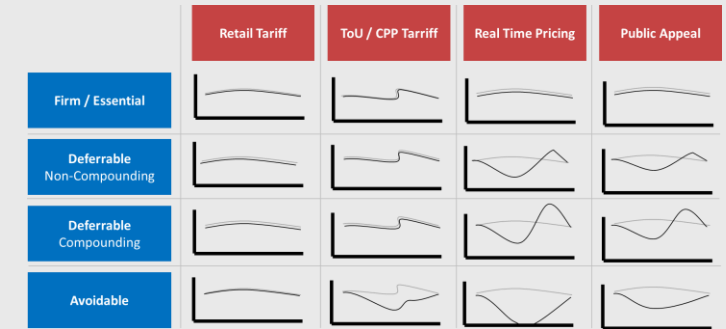 Retail Tariff
ToU / CPP Tarriff
Real Time Pricing
Public Appeal
Firm / Essential
Deferrable
Non-Compounding
Deferrable
Compounding
Avoidable